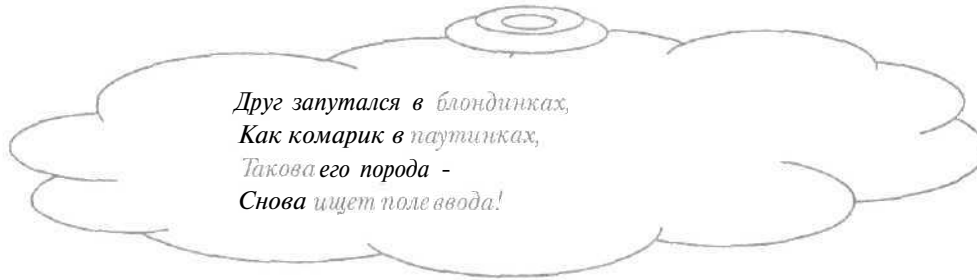 Друг запутался в блондинках,
Как комарик в паутинках,
Такова его порода -
Снова ищет поле ввода!